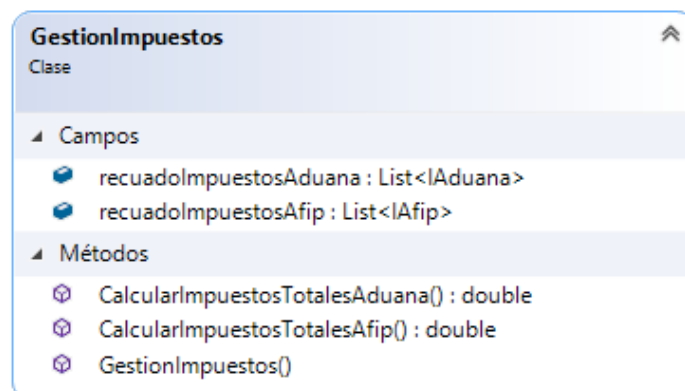 GestionImpuestos
Clase
Campos
recuadoImpuestosAduana : List<IAduana>
recuadoImpuestosAfip : List<IAfip>
Métodos
CalcularImpuestosTotalesAduana() : double
CalcularImpuestosTotalesAfip() : double
GestionImpuestos()